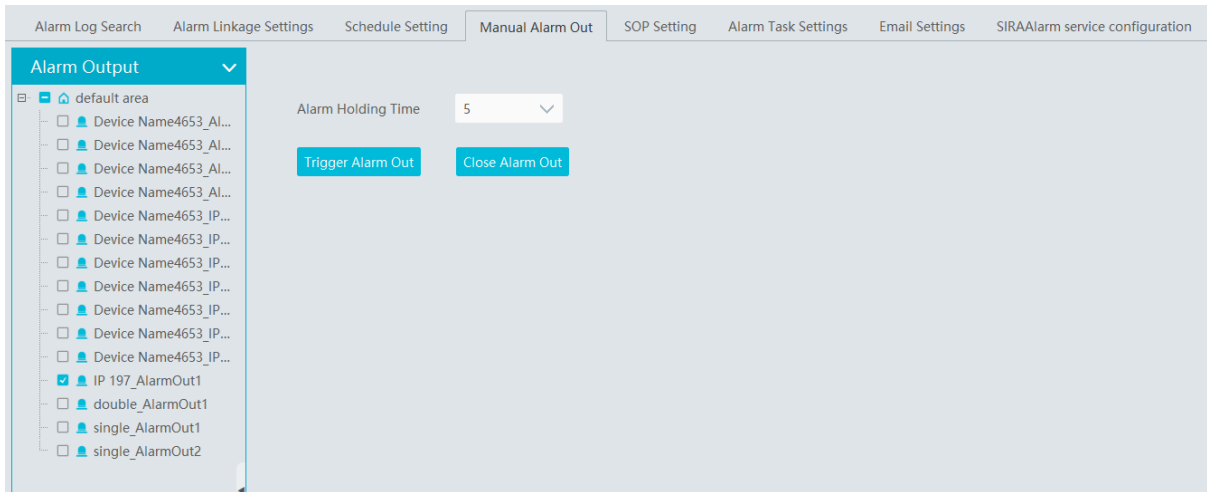 Alarm Log Search Alarm Linkage Settings Schedule Setting Manual Alarm Out SOP Setting Alarm Task Settings Email Settings SIRAAlarm service configuration
Alarm Output
default area
Device Name4653_Al...
Device Name4653_Al...
Device Name4653_Al...
Device Name4653_Al...
Device Name4653_IP...
Device Name4653_IP...
Device Name4653_IP...
Device Name4653_IP...
Device Name4653_IP...
Device Name4653_IP...
Device Name4653_IP...
IP 197_AlarmOut1
double_AlarmOut1
single_AlarmOut1
single_AlarmOut2
Alarm Holding Time 5
Trigger Alarm Out Close Alarm Out